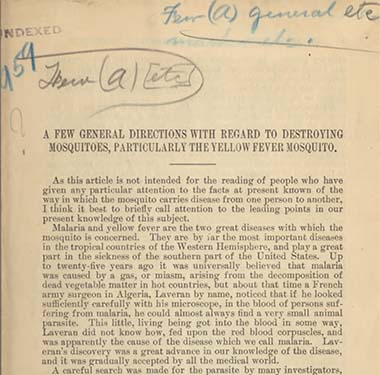 INDEXED
Few (A) general etc
Few (a) [etc]
A FEW GENERAL DIRECTIONS WITH REGARD TO DESTROYING
MOSQUITOES, PARTICULARLY THE YELLOW FEVER MOSQUITO.
As this article is not intended for the reading of people who have
given any particular attention to the facts at present known of the
way in which the mosquito carries disease from one person to another,
I think it best to briefly call attention to the leading points in our
present knowledge of this subject.
Malaria and yellow fever are the two great diseases with which the
mosquito is concerned. They are by far the most important diseases
in the tropical countries of the Western Hemisphere, and play a great
part in the sickness of the southern part of the United States. Up
to twenty-five years ago it was universally believed that malaria
was caused by a gas, or miasm, arising from the decomposition of
dead vegetable matter in hot countries, but about that time a French
army surgeon in Algeria, Laveran by name, noticed that if he looked
sufficiently carefully with his microscope, in the blood of persons suf-
fering from malaria, he could almost always find a very small animal
parasite. This little, living being got into the blood in some way,
Laveran did not know how, fed upon the red blood corpuscles, and
was apparently the cause of the disease which we call malaria. Lav-
eran's discovery was a great advance in our knowledge of the disease,
and it was gradually accepted by all the medical world.
A careful search was made for the parasite by many investigators,